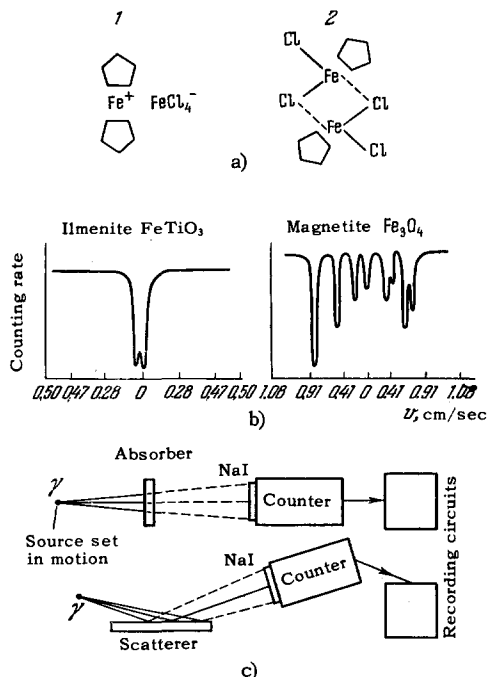 1
2
Fe⁺ FeCl₄⁻
Cl
Fe
Cl
Cl
Fe
Cl
a)
Ilmenite FeTiO₃
Magnetite Fe₃O₄
Counting rate
0,50 0,47 0.26 0 0.28 0.47 0.50
1.08 0,91 0,41 0 0.41 0.91 1.08
b)
v, cm/sec
Absorber
γ
NaI
Counter
Source set
in motion
NaI
Counter
γ
Scatterer
Recording circuits
c)